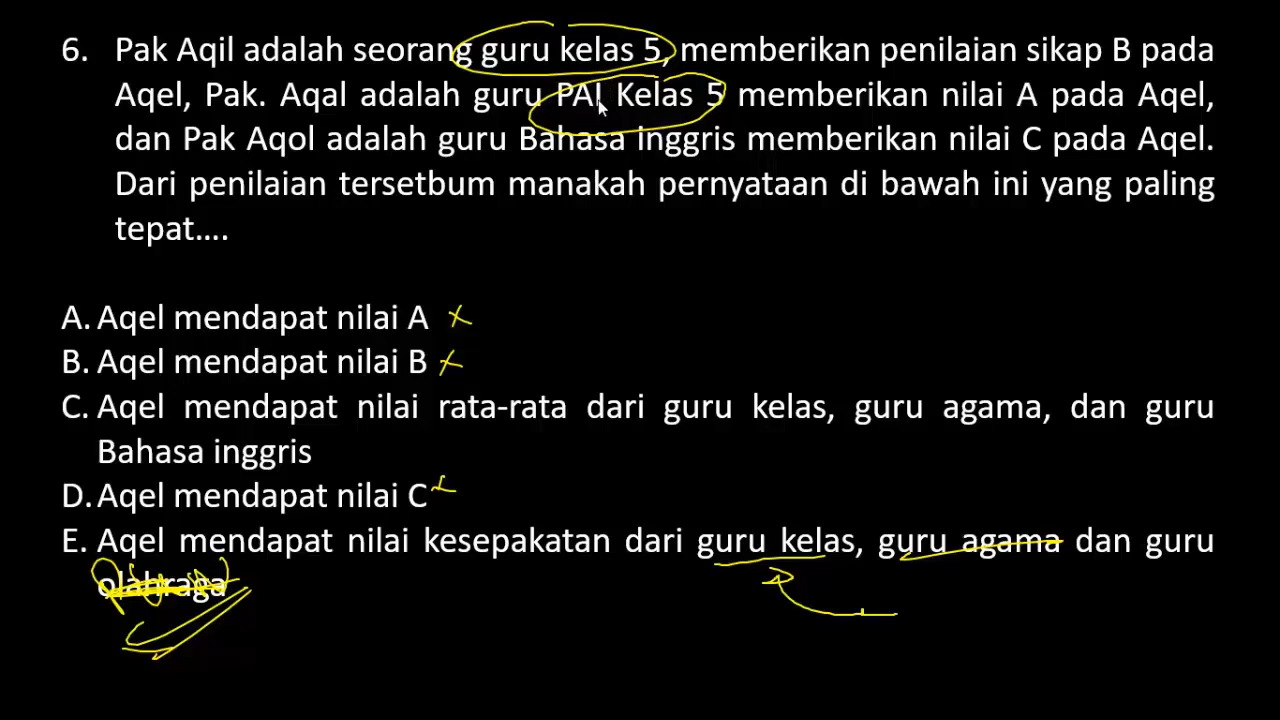 6. Pak Aqil adalah seorang guru kelas 5, memberikan penilaian sikap B pada
Aqel, Pak. Aqal adalah guru PAI Kelas 5 memberikan nilai A pada Aqel,
dan Pak Aqol adalah guru Bahasa inggris memberikan nilai C pada Aqel.
Dari penilaian tersetbum manakah pernyataan di bawah ini yang paling
tepat....
A. Aqel mendapat nilai A
B. Aqel mendapat nilai B
C. Aqel mendapat nilai rata-rata dari guru kelas, guru agama, dan guru
Bahasa inggris
D. Aqel mendapat nilai C
E. Aqel mendapat nilai kesepakatan dari guru kelas, guru agama dan guru
olahraga